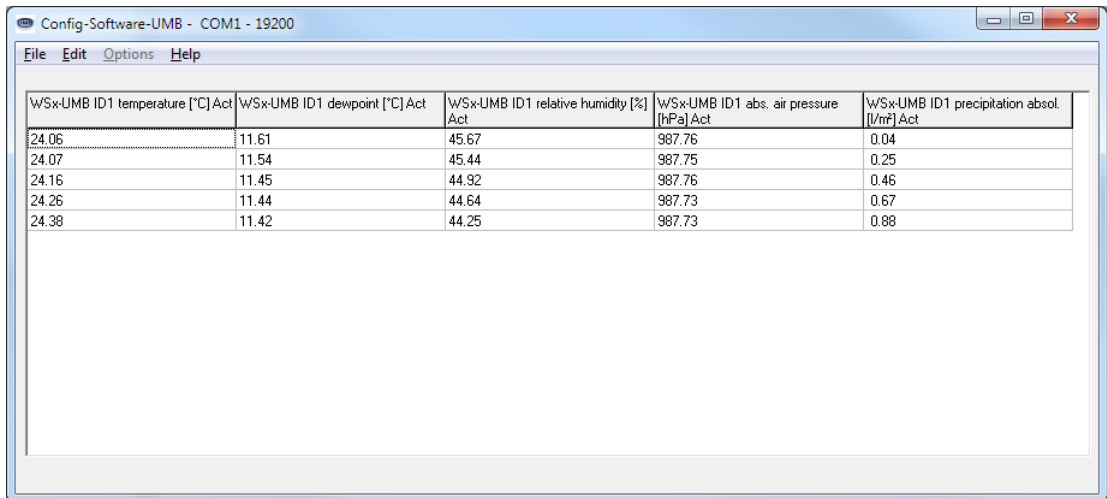 Config-Software-UMB - COM1 - 19200
File Edit Options Help
WSx-UMB ID1 temperature [°C] Act WSx-UMB ID1 dewpoint [°C] Act WSx-UMB ID1 relative humidity [%] Act WSx-UMB ID1 abs. air pressure [hPa] Act WSx-UMB ID1 precipitation absol. [l/m²] Act
24.06 11.61 45.67 987.76 0.04
24.07 11.54 45.44 987.75 0.25
24.16 11.45 44.92 987.76 0.46
24.26 11.44 44.64 987.73 0.67
24.38 11.42 44.25 987.73 0.88